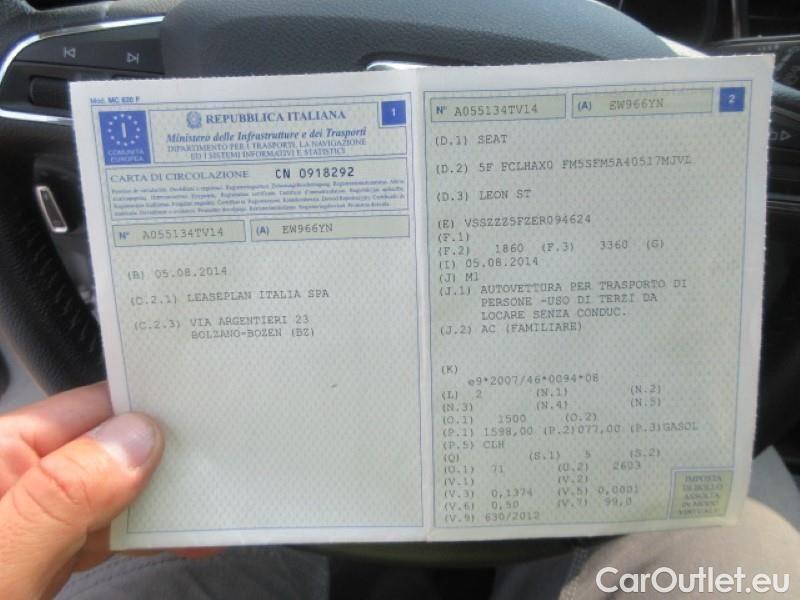 Mod. MC 820 F
I
COMUNITÀ
EUROPEA
REPUBBLICA ITALIANA
1
Ministero delle Infrastrutture e dei Trasporti
DIPARTIMENTO PER I TRASPORTI, LA NAVIGAZIONE
ED I SISTEMI INFORMATIVI E STATISTICI
CARTA DI CIRCOLAZIONE CN 0918292
N° A055134TV14 (A) EW966YN
(B) 05.08.2014
(C.2.1) LEASEPLAN ITALIA SPA
(C.2.3) VIA ARGENTIERI 23
BOLZANO-BOZEN (BZ)
N° A055134TV14 (A) EW966YN 2
(D.1) SEAT
(D.2) 5F FCLHAX0 FM5SFM5A40517MJVL
(D.3) LEON ST
(E) VSSZZZ5FZER094624
(F.1)
(F.2) 1860 (F.3) 3360 (G)
(I) 05.08.2014
(J) M1
(J.1) AUTOVETTURA PER TRASPORTO DI
PERSONE -USO DI TERZI DA
LOCARE SENZA CONDUC.
(J.2) AC (FAMILIARE)
(K)
e9*2007/46*0094*08
(L) 2 (N.1) (N.2)
(N.3) (N.4) (N.5)
(O.1) 1500 (O.2)
(P.1) 1598,00 (P.2)077,00 (P.3)GASOL
(P.5) CLH
(Q) (S.1) 5 (S.2)
(U.1) 71 (U.2) 2603
(V.1) (V.2)
(V.3) 0,1374 (V.5) 0,0001
(V.6) 0,50 (V.7) 99,0
(V.9) 630/2012
IMPOSTA
DI BOLLO
ASSOLTA
IN MODO
VIRTUALE
CarOutlet.eu